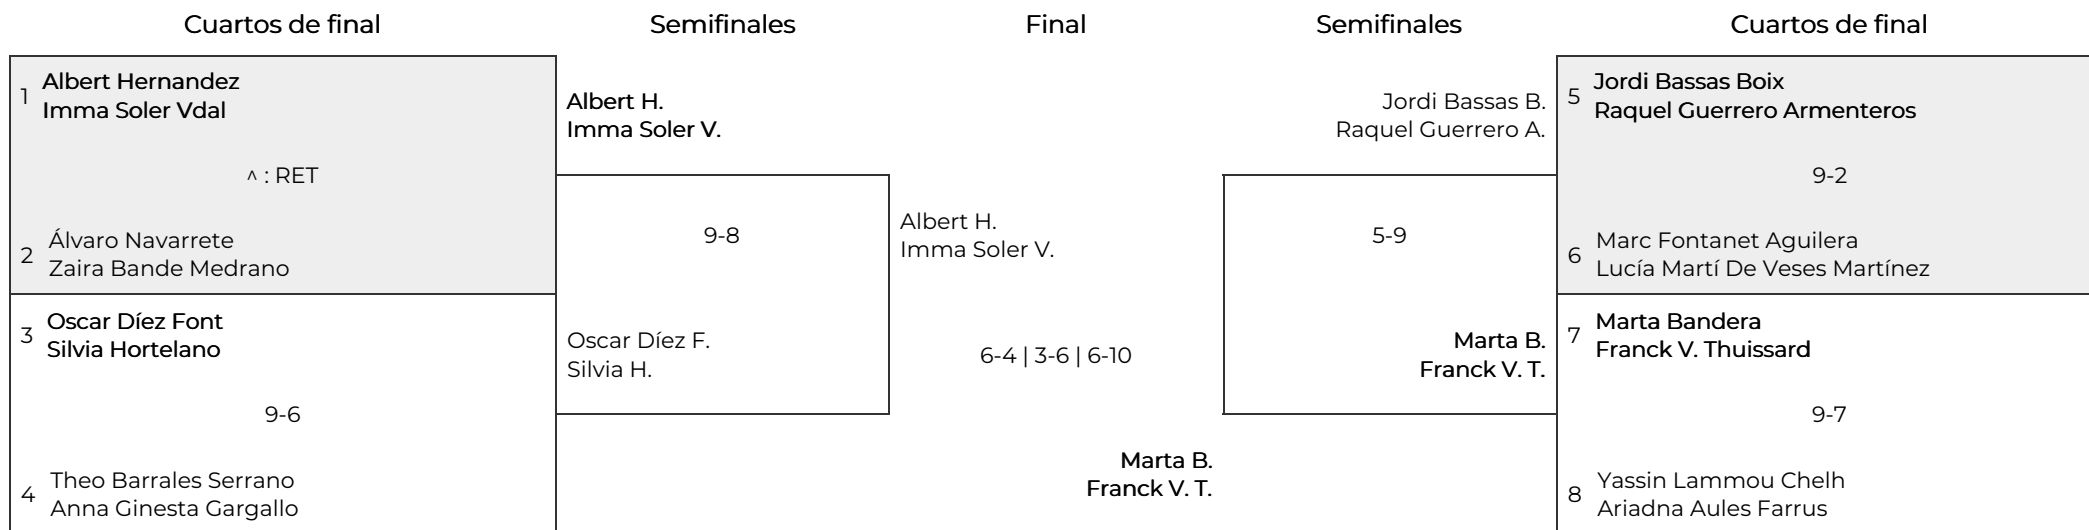 Cuartos de final
Semifinales
Final
Semifinales
Cuartos de final
1
Albert Hernandez
Imma Soler Vdal
^ : RET
2
Álvaro Navarrete
Zaira Bande Medrano
3
Oscar Díez Font
Silvia Hortelano
9-6
4
Theo Barrales Serrano
Anna Ginesta Gargallo
Albert H.
Imma Soler V.
9-8
Oscar Díez F.
Silvia H.
Albert H.
Imma Soler V.
6-4 | 3-6 | 6-10
Marta B.
Franck V. T.
Jordi Bassas B.
Raquel Guerrero A.
5-9
Marta B.
Franck V. T.
5
Jordi Bassas Boix
Raquel Guerrero Armenteros
9-2
6
Marc Fontanet Aguilera
Lucía Martí De Veses Martínez
7
Marta Bandera
Franck V. Thuissard
9-7
8
Yassin Lammou Chelh
Ariadna Aules Farrus